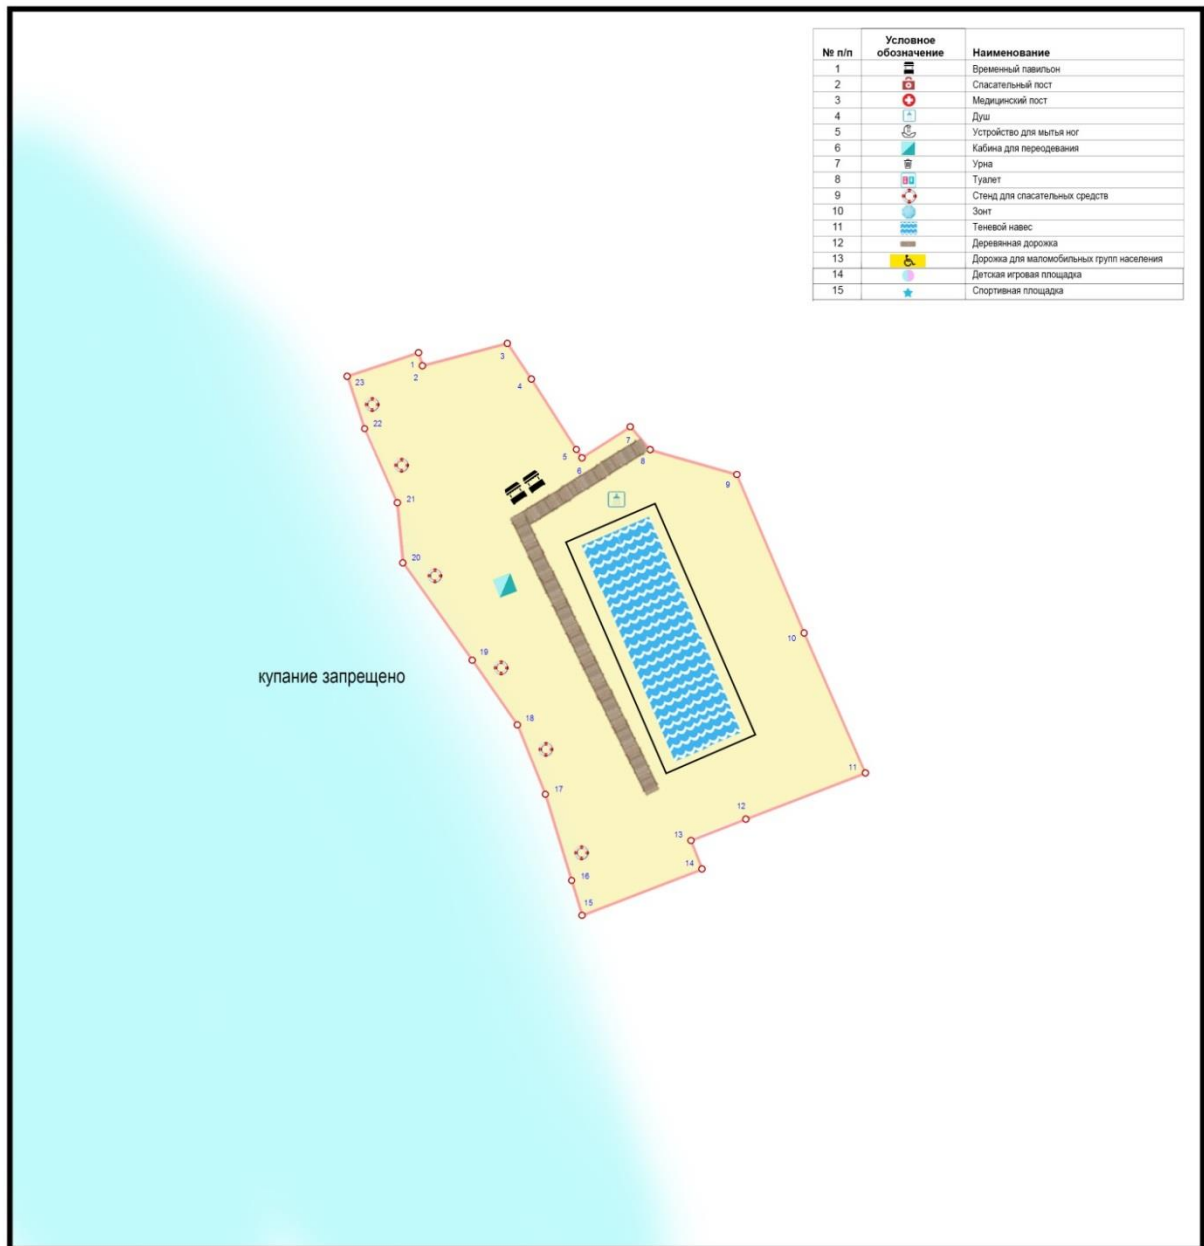 № п/п Условное обозначение Наименование
1 Временный павильон
2 Спасательный пост
3 Медицинский пост
4 Душ
5 Устройство для мытья ног
6 Кабина для переодевания
7 Урна
8 Туалет
9 Стенд для спасательных средств
10 Зонт
11 Теневой навес
12 Деревянная дорожка
13 Дорожка для маломобильных групп населения
14 Детская игровая площадка
15 Спортивная площадка
3
1
2
23
4
22
7
5
8
6
9
21
20
10
19
купание запрещено
18
11
17
12
13
14
16
15